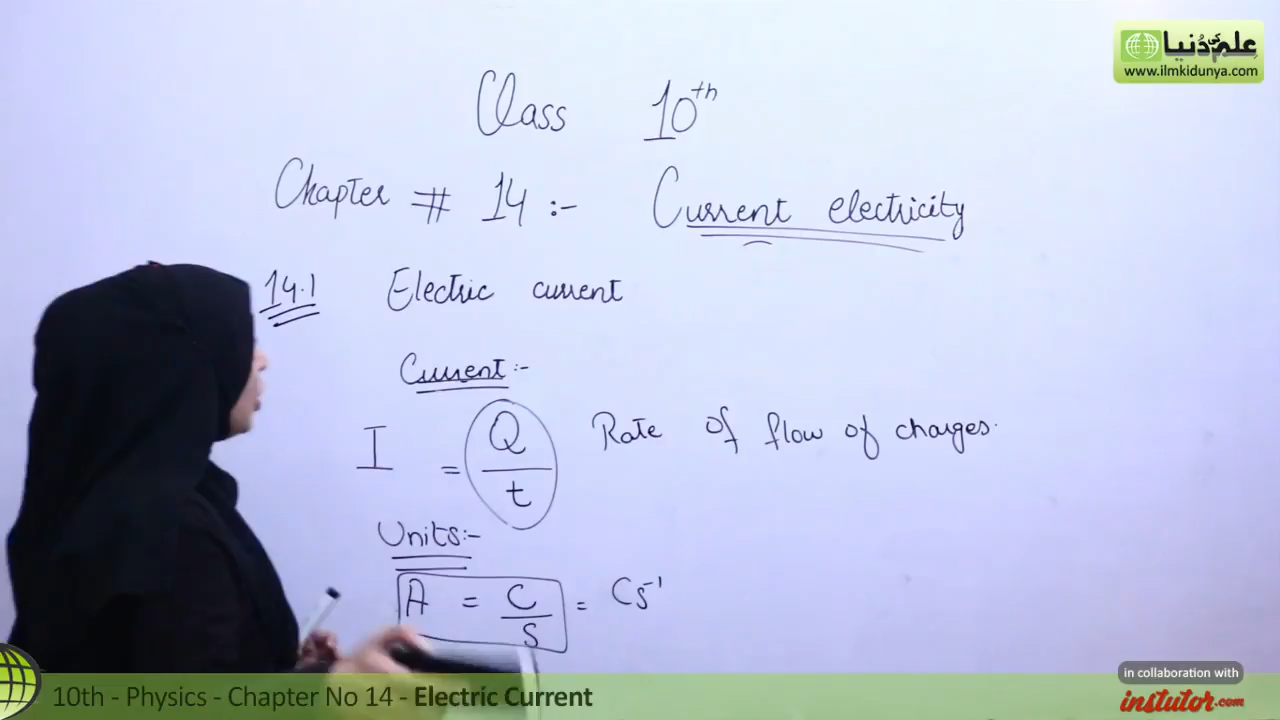 علم کی دُنیا
www.ilmkidunya.com
Class 10th
Chapter # 14 :- Current electricity
14.1 Electric current
Current :-
I = Q/t Rate of flow of charges.
Units:-
A = C/S = Cs⁻¹
10th - Physics - Chapter No 14 - Electric Current
in collaboration with
instutor.com